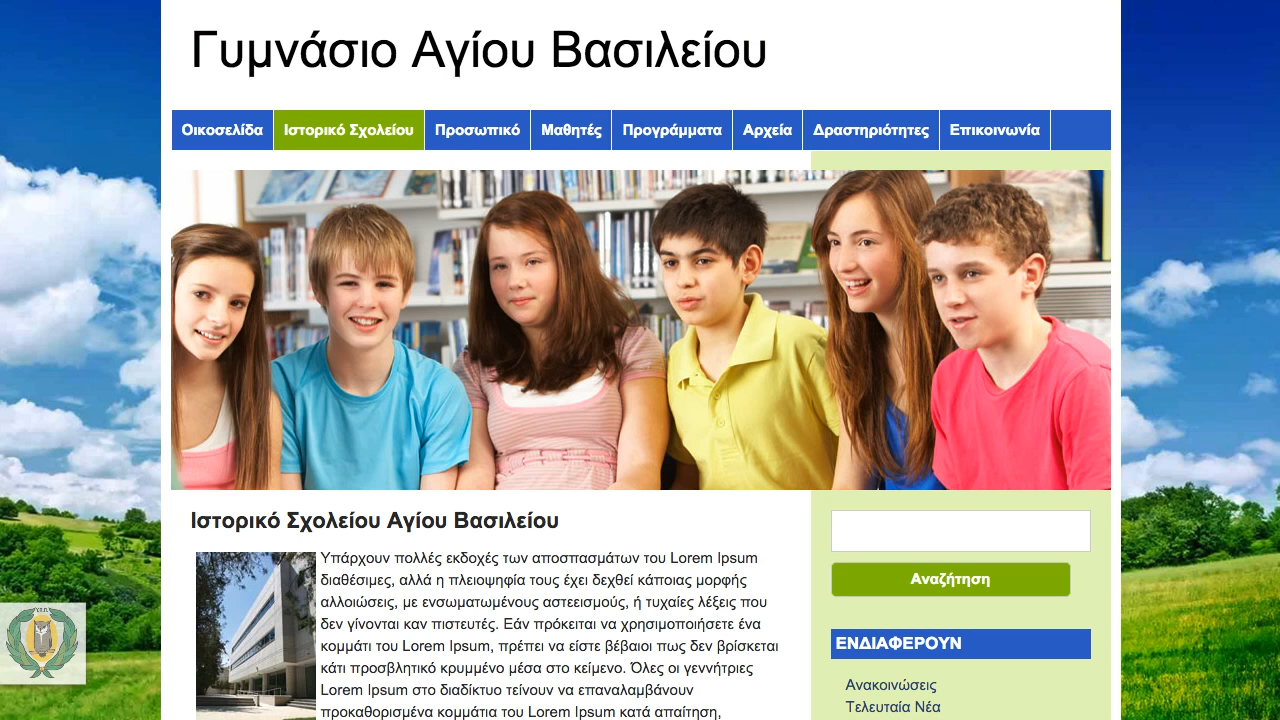 Γυμνάσιο Αγίου Βασιλείου
Οικοσελίδα
Ιστορικό Σχολείου
Προσωπικό
Μαθητές
Προγράμματα
Αρχεία
Δραστηριότητες
Επικοινωνία
Ιστορικό Σχολείου Αγίου Βασιλείου
Υπάρχουν πολλές εκδοχές των αποσπασμάτων του Lorem Ipsum
διαθέσιμες, αλλά η πλειοψηφία τους έχει δεχθεί κάποιας μορφής
αλλοιώσεις, με ενσωματωμένους αστεεισμούς, ή τυχαίες λέξεις που
δεν γίνονται καν πιστευτές. Εάν πρόκειται να χρησιμοποιήσετε ένα
κομμάτι του Lorem Ipsum, πρέπει να είστε βέβαιοι πως δεν βρίσκεται
κάτι προσβλητικό κρυμμένο μέσα στο κείμενο. Όλες οι γεννήτριες
Lorem Ipsum στο διαδίκτυο τείνουν να επαναλαμβάνουν
προκαθορισμένα κομμάτια του Lorem Ipsum κατά απαίτηση,
Αναζήτηση
ΕΝΔΙΑΦΕΡΟΥΝ
Ανακοινώσεις
Τελευταία Νέα